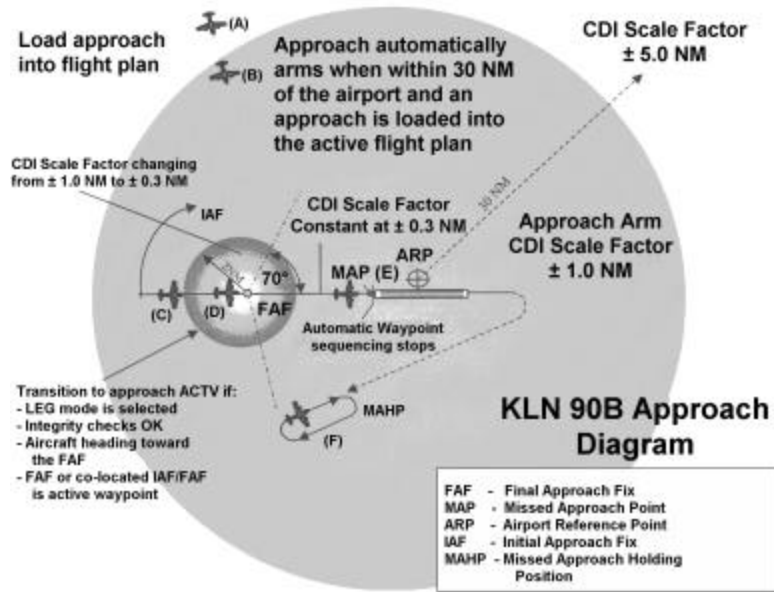 Load approach
into flight plan
(A)
(B)
Approach automatically
arms when within 30 NM
of the airport and an
approach is loaded into
the active flight plan
CDI Scale Factor
± 5.0 NM
CDI Scale Factor changing
from ± 1.0 NM to ± 0.3 NM
IAF
CDI Scale Factor
Constant at ± 0.3 NM
30 NM
Approach Arm
CDI Scale Factor
± 1.0 NM
ARP
MAP (E)
70°
FAF
(C)
(D)
Automatic Waypoint
sequencing stops
Transition to approach ACTV if:
- LEG mode is selected
- Integrity checks OK
- Aircraft heading toward
the FAF
- FAF or co-located IAF/FAF
is active waypoint
MAHP
(F)
KLN 90B Approach
Diagram
FAF - Final Approach Fix
MAP - Missed Approach Point
ARP - Airport Reference Point
IAF - Initial Approach Fix
MAHP - Missed Approach Holding
Position